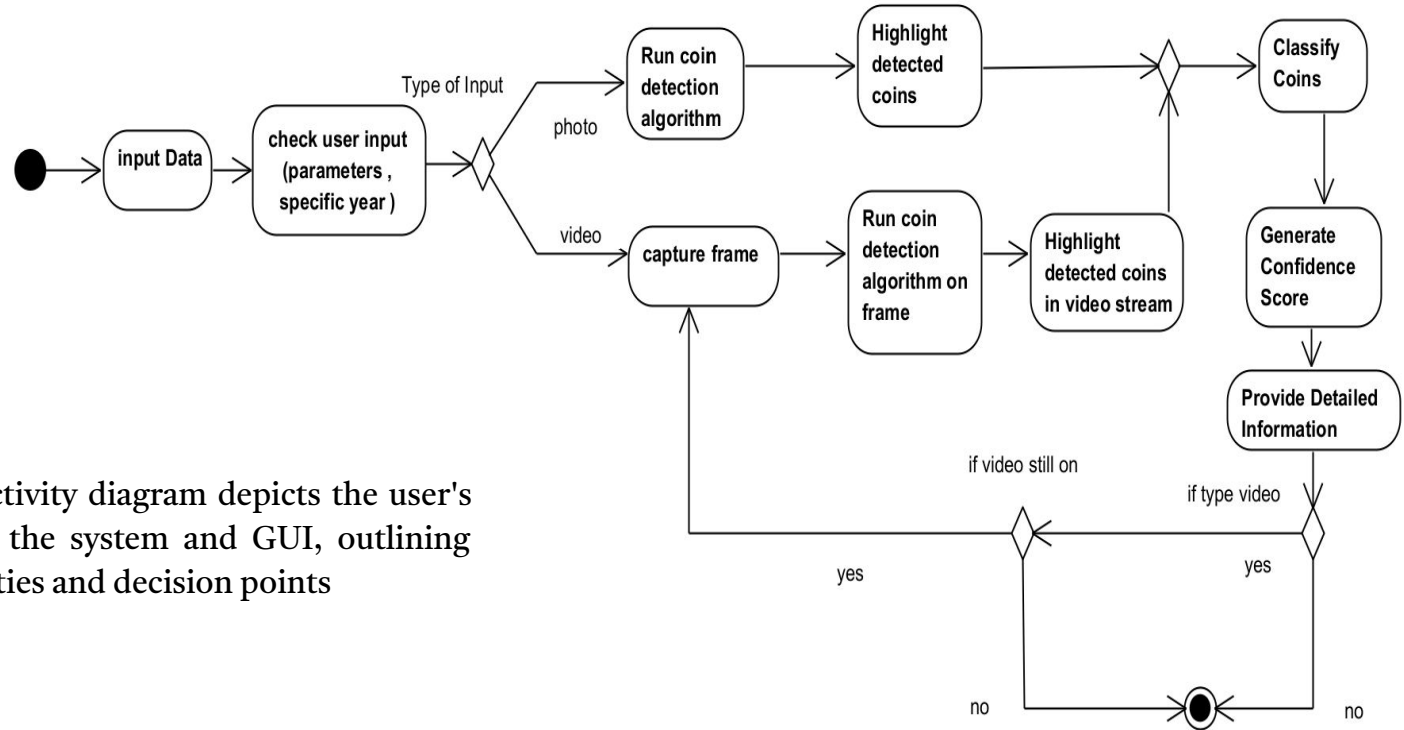 input Data
check user input
(parameters ,
specific year )
Type of Input
photo
video
Run coin
detection
algorithm
Highlight
detected
coins
capture frame
Run coin
detection
algorithm on
frame
Highlight
detected coins
in video stream
Classify
Coins
Generate
Confidence
Score
Provide Detailed
Information
if type video
yes
no
if video still on
yes
no
diagram depicts the user's
the system and GUI, outlining
and decision points